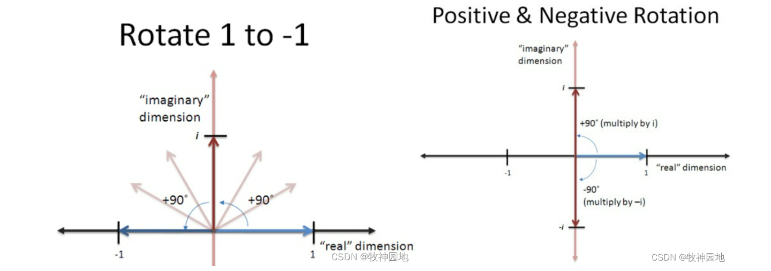 Rotate 1 to -1
"imaginary"
dimension
i
+90°
+90°
-1
1
"real" dimension
CSDN @牧神园地
Positive & Negative Rotation
"imaginary"
dimension
i
+90° (multiply by i)
-1
1
"real" dimension
-90°
(multiply by –i)
-i
CSDN @牧神园地